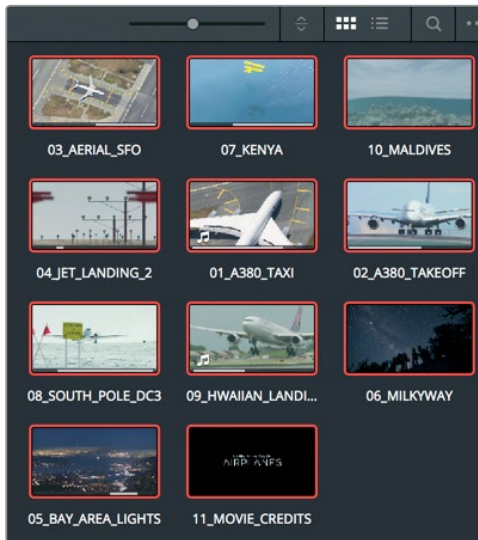 03_AERIAL_SFO
07_KENYA
10_MALDIVES
04_JET_LANDING_2
01_A380_TAXI
02_A380_TAKEOFF
08_SOUTH_POLE_DC3
09_HWAIIAN_LANDI...
06_MILKYWAY
AIRPLANES
05_BAY_AREA_LIGHTS
11_MOVIE_CREDITS